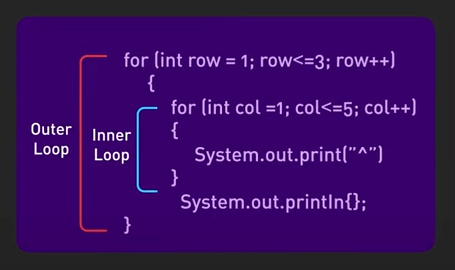 for (int row = 1; row<=3; row++)
{
for (int col =1; col<=5; col++)
{
System.out.print("^")
}
System.out.println{};
}
Outer
Loop
Inner
Loop